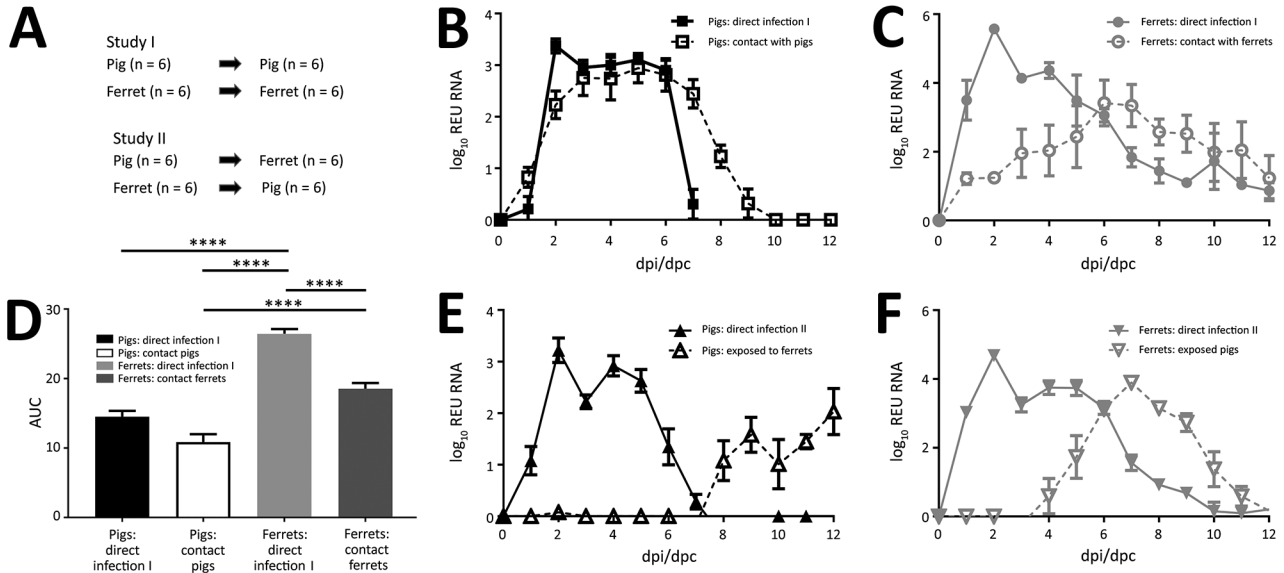 A
Study I
Pig (n = 6) Pig (n = 6)
Ferret (n = 6) Ferret (n = 6)
Study II
Pig (n = 6) Ferret (n = 6)
Ferret (n = 6) Pig (n = 6)
B
Pigs: direct infection I
Pigs: contact with pigs
log10 REU RNA
4
3
2
1
0
0 2 4 6 8 10 12
dpi/dpc
C
Ferrets: direct infection I
Ferrets: contact with ferrets
log10 REU RNA
6
4
2
0
0 2 4 6 8 10 12
dpi/dpc
D
****
****
****
****
Pigs: direct infection I
Pigs: contact pigs
Ferrets: direct infection I
Ferrets: contact ferrets
AUC
30
20
10
0
Pigs: Pigs: Ferrets: Ferrets:
direct contact direct contact
infection I pigs infection I ferrets
E
Pigs: direct infection II
Pigs: exposed to ferrets
log10 REU RNA
4
3
2
1
0
0 2 4 6 8 10 12
dpi/dpc
F
Ferrets: direct infection II
Ferrets: exposed pigs
log10 REU RNA
6
4
2
0
0 2 4 6 8 10 12
dpi/dpc